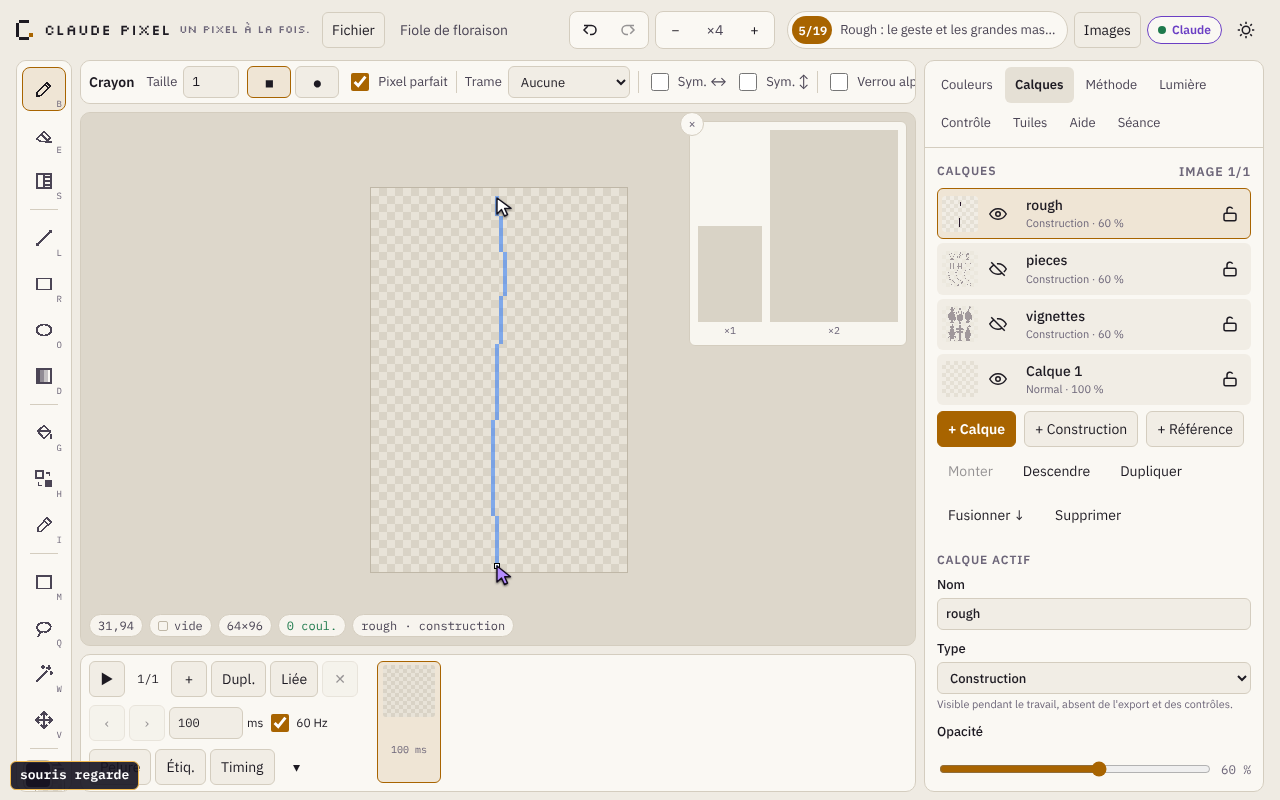 CLAUDE PIXEL UN PIXEL À LA FOIS. Fichier Fiole de floraison − ×4 + 5/19 Rough : le geste et les grandes mas… Images Claude
Crayon Taille 1 Pixel parfait Trame Aucune Sym. ↔ Sym. ↕ Verrou alp
B
E
S
L
R
O
D
G
H
I
M
Q
W
V
×1 ×2
31,94 vide 64×96 0 coul. rough · construction
1/1 + Dupl. Liée ×
‹ › 100 ms 60 Hz
Étiq. Timing ▼
100 ms
souris regarde
Couleurs Calques Méthode Lumière
Contrôle Tuiles Aide Séance
CALQUES IMAGE 1/1
rough
Construction · 60 %
pieces
Construction · 60 %
vignettes
Construction · 60 %
Calque 1
Normal · 100 %
+ Calque + Construction + Référence
Monter Descendre Dupliquer
Fusionner ↓ Supprimer
CALQUE ACTIF
Nom
rough
Type
Construction
Visible pendant le travail, absent de l'export et des contrôles.
Opacité
60 %